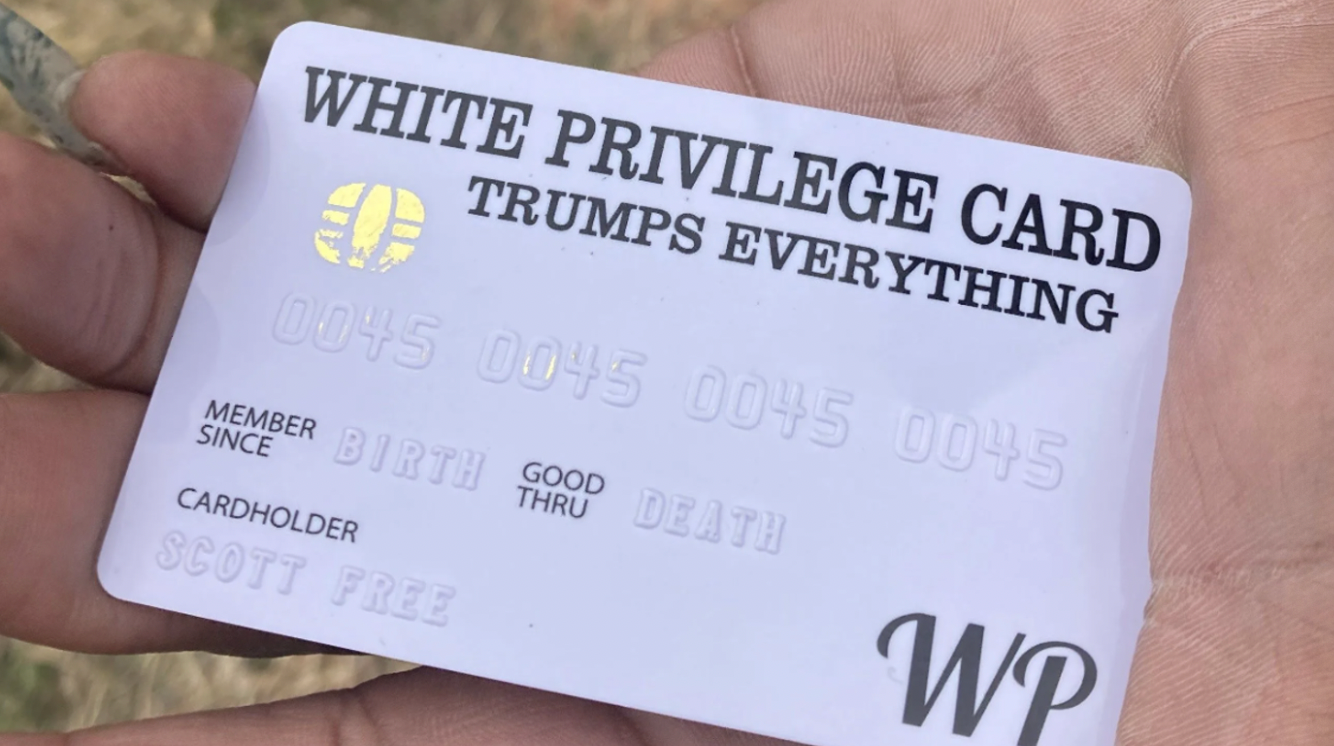 WHITE PRIVILEGE CARD
TRUMPS EVERYTHING
0045 0045 0045 0045
MEMBER
SINCE BIRTH
GOOD
THRU DEATH
CARDHOLDER
SCOTT FREE
WP